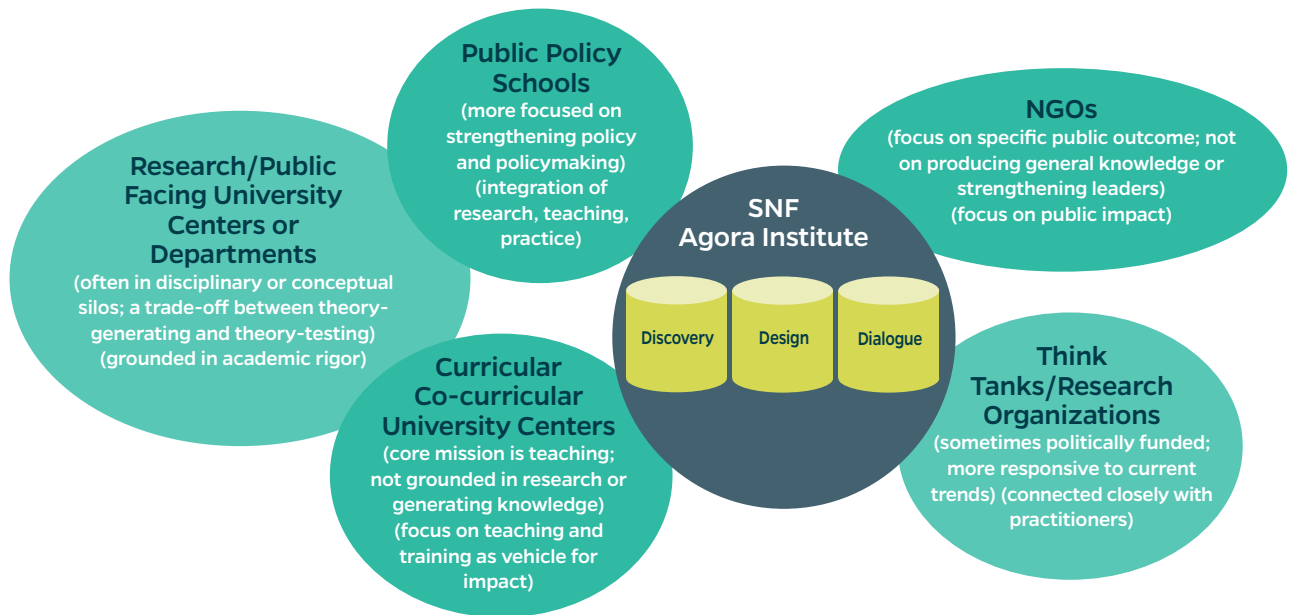 Public Policy
Schools
(more focused on
strengthening policy
and policymaking)
(integration of
research, teaching,
practice)
NGOs
(focus on specific public outcome; not
on producing general knowledge or
strengthening leaders)
(focus on public impact)
Research/Public
Facing University
Centers or
Departments
(often in disciplinary or conceptual
silos; a trade-off between theory-
generating and theory-testing)
(grounded in academic rigor)
SNF
Agora Institute
Discovery
Design
Dialogue
Curricular
Co-curricular
University Centers
(core mission is teaching;
not grounded in research or
generating knowledge)
(focus on teaching and
training as vehicle for
impact)
Think
Tanks/Research
Organizations
(sometimes politically funded;
more responsive to current
trends) (connected closely with
practitioners)